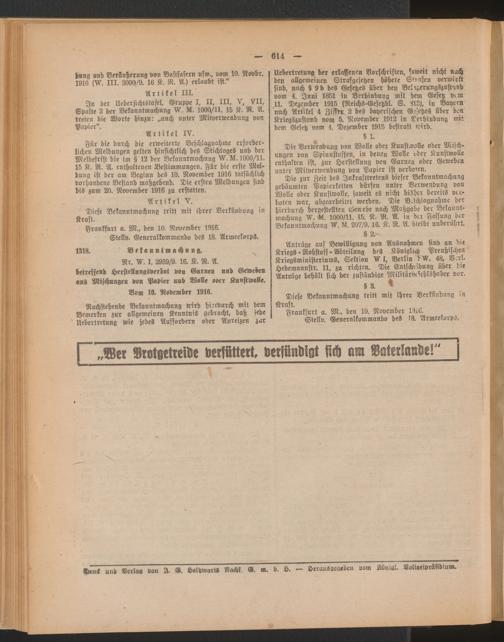 — 614 —
dung und Veräußerung von Bastfasern usw., vom 10. Novbr.
1916 (W. III. 3000/9. 16 K. R. A.) erlaubt ist."
Artikel III.
In der Uebersichtstafel, Gruppe I, II, III, V, VII,
Spalte 3 der Bekanntmachung W. M. 1000/11. 15 K. R. A.
treten die Worte hinzu: „auch unter Mitverwendung von
Papier".
Artikel IV.
Für die durch die erweiterte Beschlagnahme erforder-
lichen Meldungen gelten hinsichtlich des Stichtages und der
Meldefrist die im § 12 der Bekanntmachung W. M. 1000/11.
15 K. R. A. enthaltenen Bestimmungen. Für die erste Mel-
dung ist der am Beginn des 10. November 1916 tatsächlich
vorhandene Bestand maßgebend. Die ersten Meldungen sind
bis zum 20. November 1916 zu erstatten.
Artikel V.
Diese Bekanntmachung tritt mit ihrer Verkündung in
Kraft.
Frankfurt a. M., den 10. November 1916.
Stellv. Generalkommando des 18. Armeekorps.
1318. Bekanntmachung.
Nr. W. I. 2939/9. 16. K. R. A.
betreffend Herstellungsverbot von Garnen und Geweben
aus Mischungen von Papier und Wolle oder Kunstwolle.
Vom 10. November 1916.
Nachstehende Bekanntmachung wird hierdurch mit dem
Bemerken zur allgemeinen Kenntnis gebracht, daß jede
Uebertretung wie jedes Auffordern oder Anreizen zur
Uebertretung der erlassenen Vorschriften, soweit nicht nach
den allgemeinen Strafgesetzen höhere Strafen verwirkt
sind, nach § 9 b des Gesetzes über den Belagerungszustand
vom 4. Juni 1851 in Verbindung mit dem Gesetz vom
11. Dezember 1915 (Reichs-Gesetzbl. S. 813), in Bayern
nach Artikel 4 Ziffer 2 des bayerischen Gesetzes über den
Kriegszustand vom 5. November 1912 in Verbindung mit
dem Gesetz vom 4. Dezember 1915 bestraft wird.
§ 1.
Die Verwendung von Wolle oder Kunstwolle oder Misch-
ungen von Spinnstoffen, in denen Wolle oder Kunstwolle
enthalten ist, zur Herstellung von Garnen oder Geweben
unter Mitverwendung von Papier ist verboten.
Die zur Zeit des Inkrafttretens dieser Bekanntmachung
gebäumten Papierketten dürfen unter Verwendung von
Wolle oder Kunstwolle, soweit es nicht bisher bereits ver-
boten war, abgearbeitet werden. Die Beschlagnahme der
hierdurch hergestellten Gewebe nach Maßgabe der Bekannt-
machung W. M. 1000/11. 15. K. R. A. in der Fassung der
Bekanntmachung W. M. 207/9. 16. K. R. A. bleibt unberührt.
§ 2.
Anträge auf Bewilligung von Ausnahmen sind an die
Kriegs-Rohstoff-Abteilung des Königlich Preußischen
Kriegsministeriums, Sektion W I, Berlin SW. 48, Verl.
Hedemannstr. 11, zu richten. Die Entscheidung über die
Anträge behält sich der zuständige Militärbefehlshaber vor.
§ 3.
Diese Bekanntmachung tritt mit ihrer Verkündung in
Kraft.
Frankfurt a. M., den 10. November 1916.
Stellv. Generalkommando des 18. Armeekorps.
„Wer Brotgetreide verfüttert, versündigt sich am Vaterlande!"
Druck und Verlag von J. G. Holzwarts Nachf. G. m. b. H. — Herausgegeben vom Königl. Polizeipräsidium.